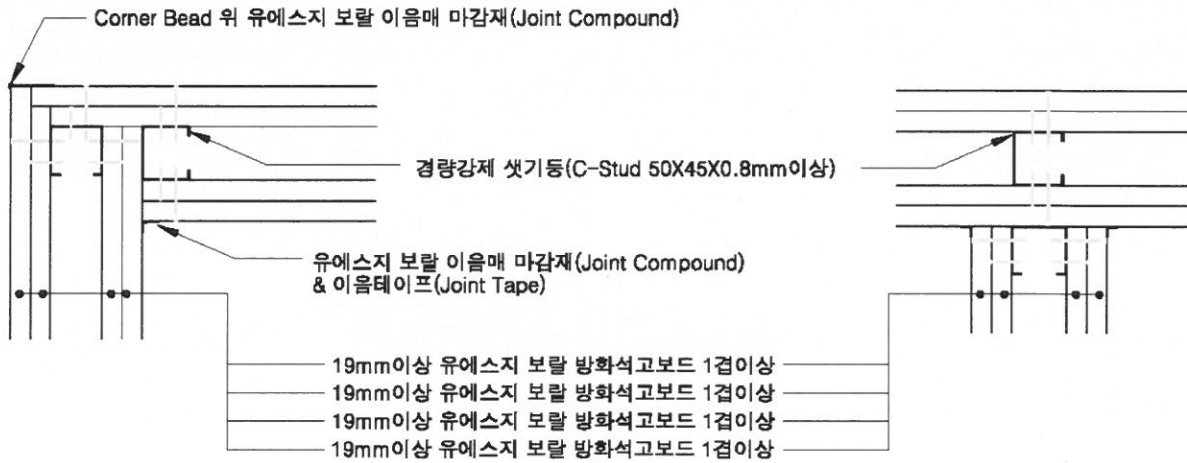 Corner Bead 위 유에스지 보랄 이음매 마감재(Joint Compound)
경량강제 샛기둥(C-Stud 50X45X0.8mm이상)
유에스지 보랄 이음매 마감재(Joint Compound)
& 이음테이프(Joint Tape)
19mm이상 유에스지 보랄 방화석고보드 1겹이상
19mm이상 유에스지 보랄 방화석고보드 1겹이상
19mm이상 유에스지 보랄 방화석고보드 1겹이상
19mm이상 유에스지 보랄 방화석고보드 1겹이상